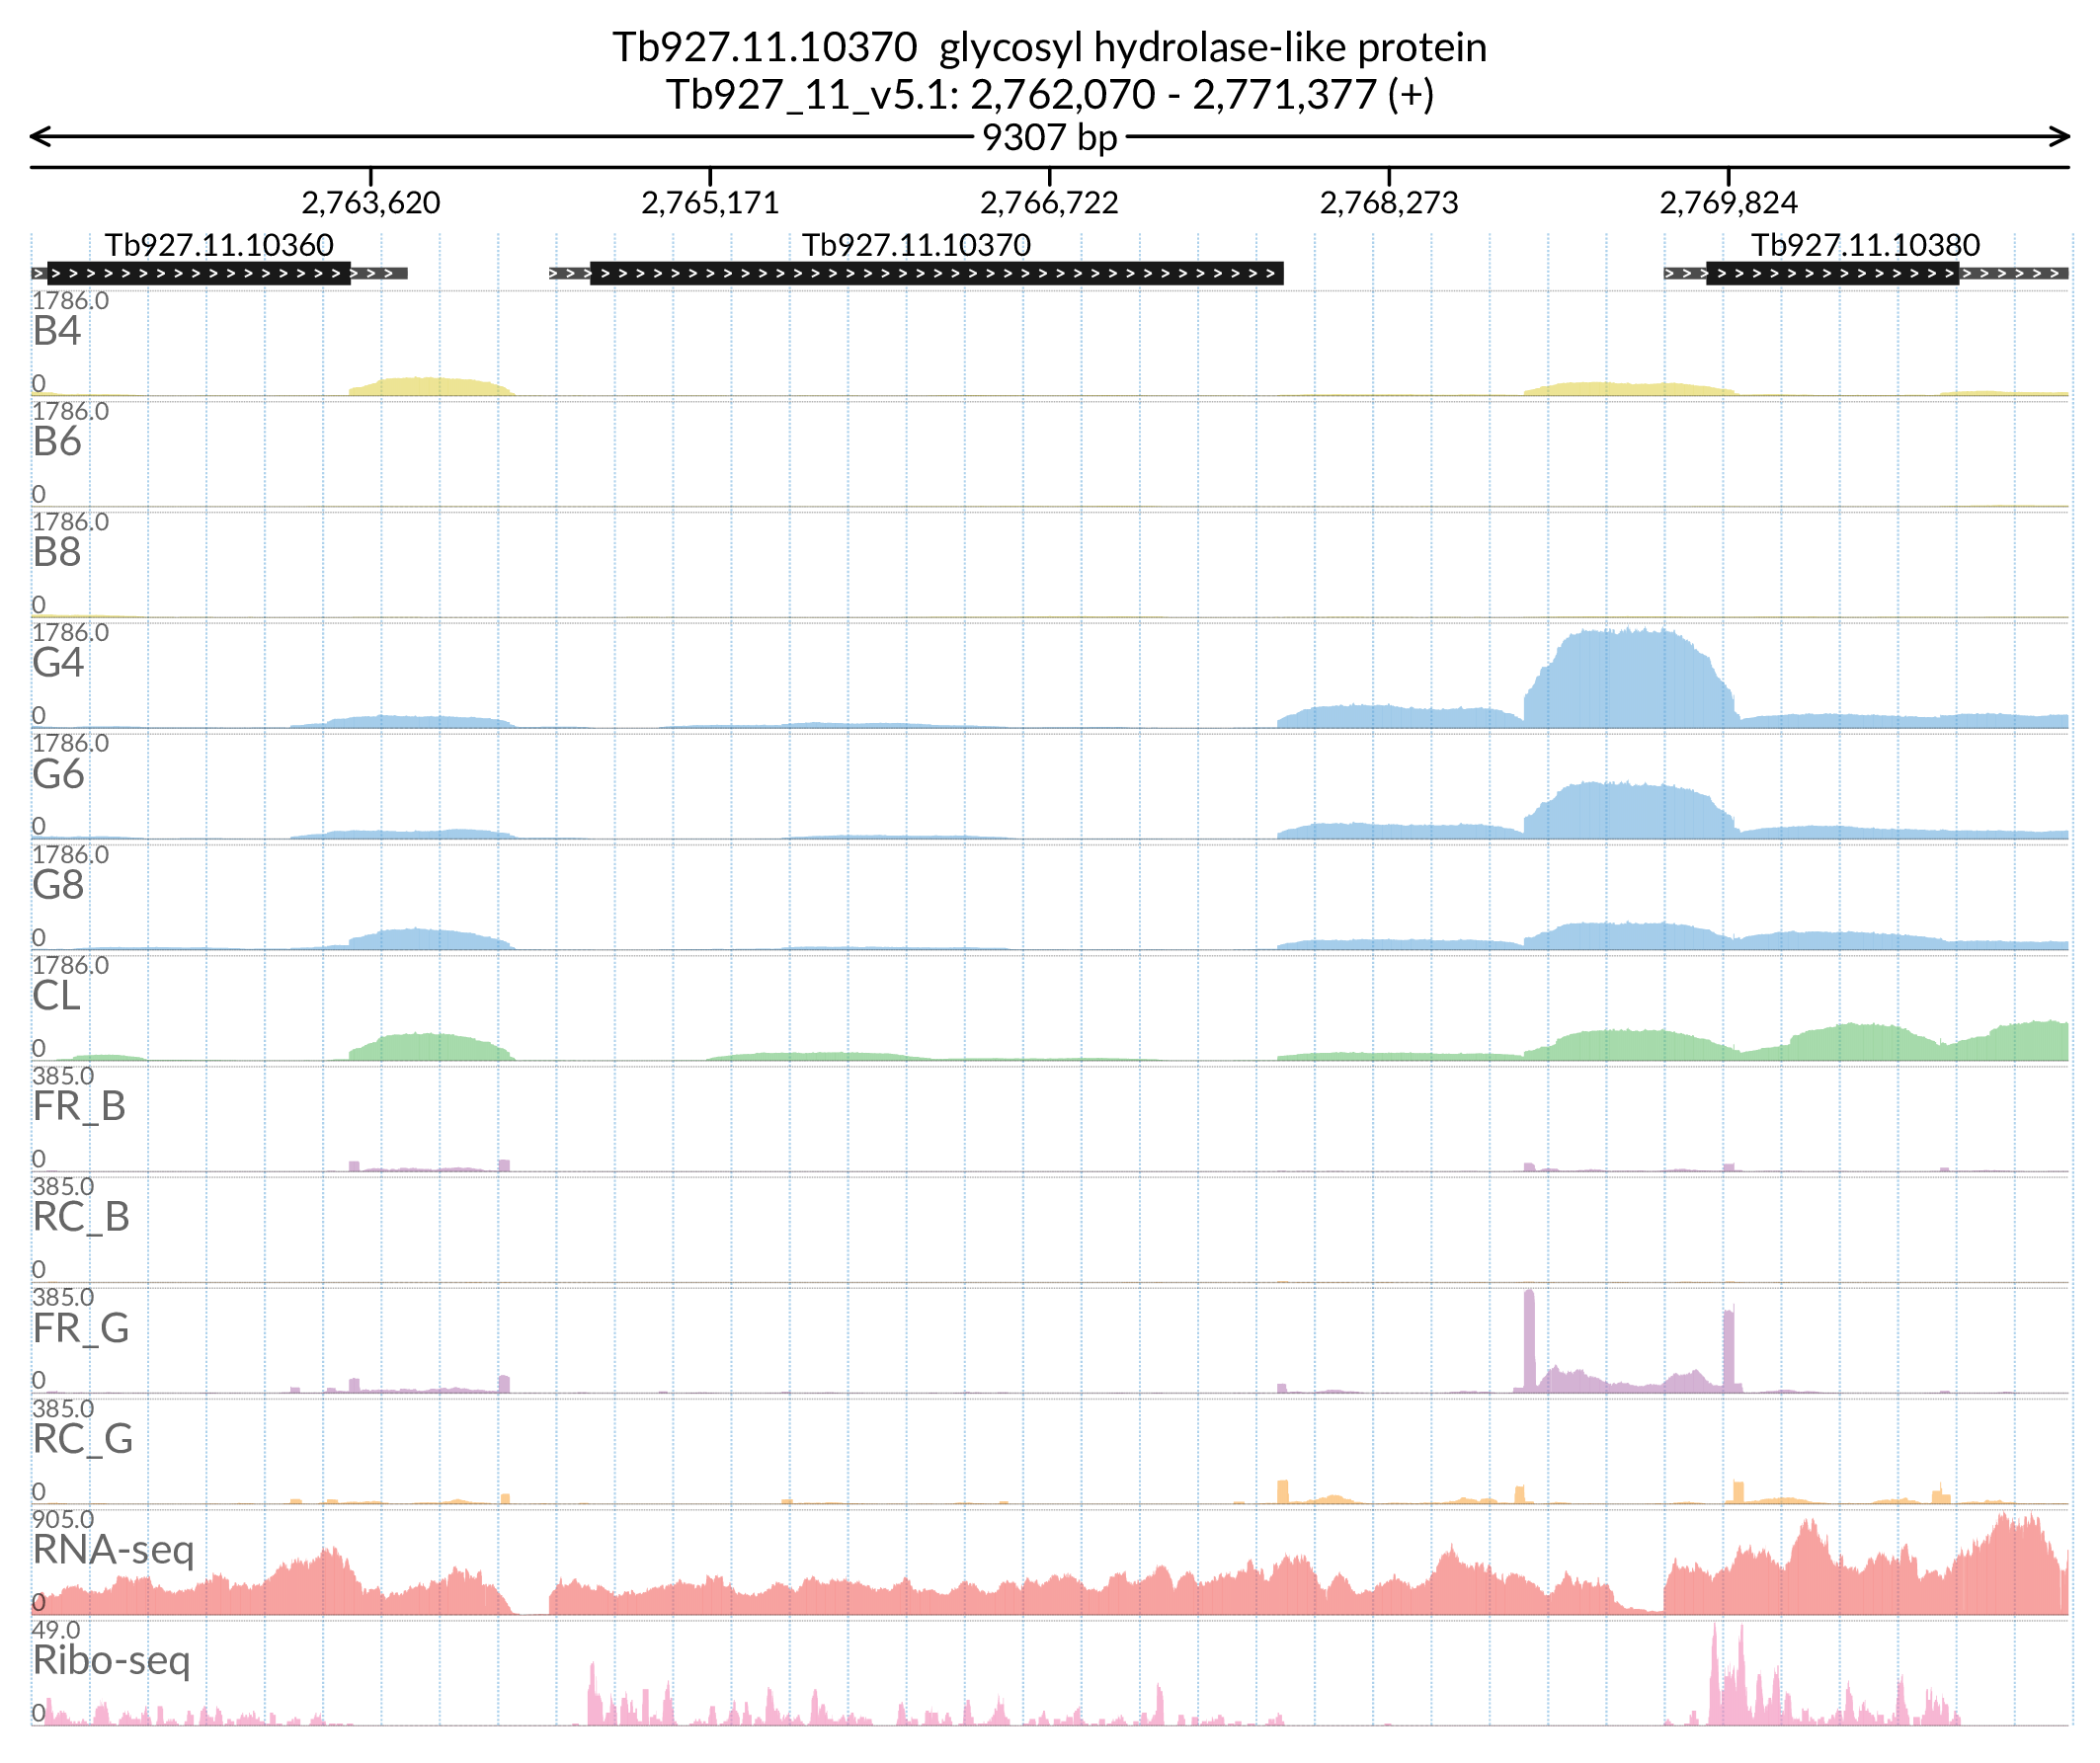 Tb927.11.10370 glycosyl hydrolase-like protein
Tb927_11_v5.1: 2,762,070 - 2,771,377 (+)
9307 bp
2,763,620 2,765,171 2,766,722 2,768,273 2,769,824
Tb927.11.10360 Tb927.11.10370 Tb927.11.10380
1786.0
B4
0
1786.0
B6
0
1786.0
B8
0
1786.0
G4
0
1786.0
G6
0
1786.0
G8
0
1786.0
CL
0
385.0
FR_B
0
385.0
RC_B
0
385.0
FR_G
0
385.0
RC_G
0
905.0
RNA-seq
0
49.0
Ribo-seq
0